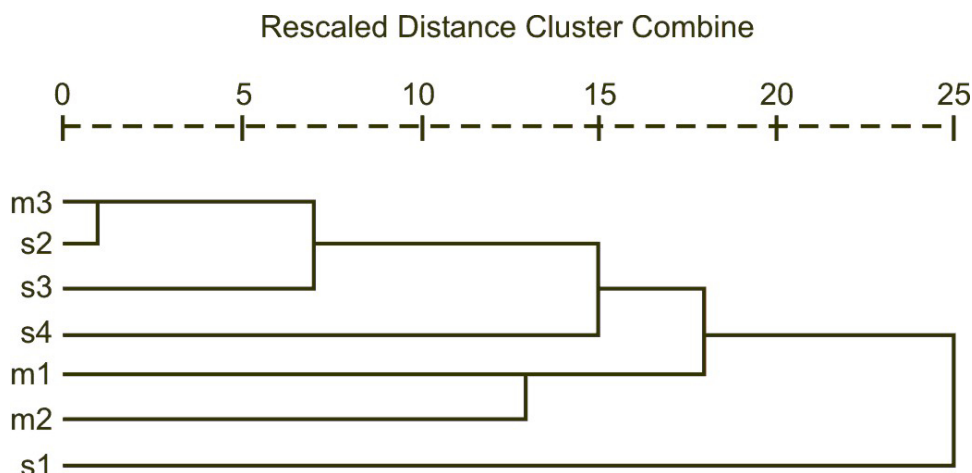 Rescaled Distance Cluster Combine
0 5 10 15 20 25
m3
s2
s3
s4
m1
m2
s1